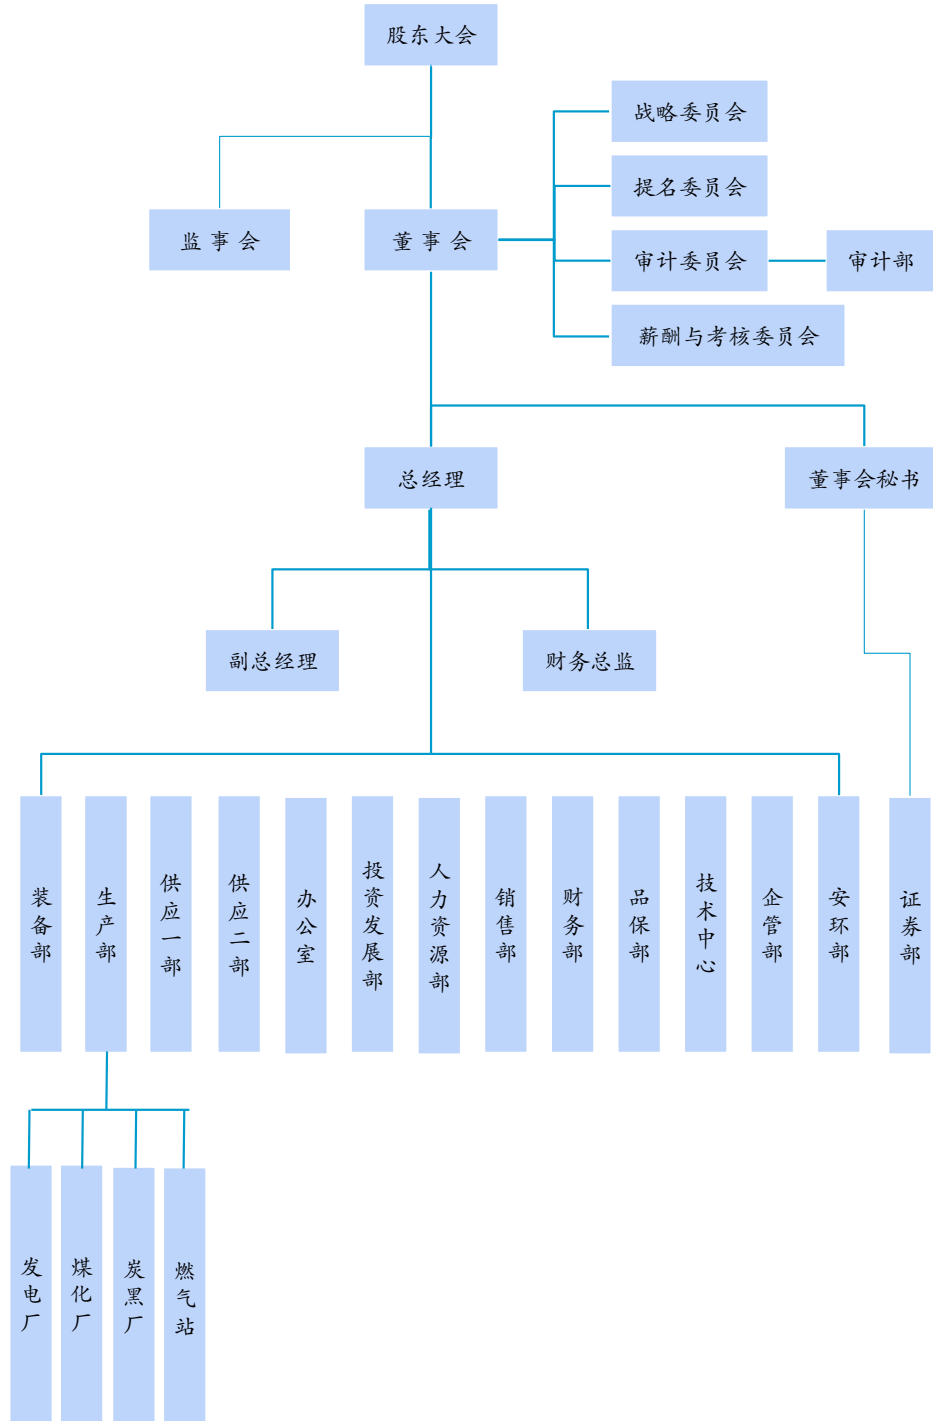 股东大会
战略委员会
提名委员会
监事会
董事会
审计委员会
审计部
薪酬与考核委员会
总经理
董事会秘书
副总经理
财务总监
装备部
生产部
供应一部
供应二部
办公室
投资发展部
人力资源部
销售部
财务部
品保部
技术中心
企管部
安环部
证券部
发电厂
煤化厂
炭黑厂
燃气站